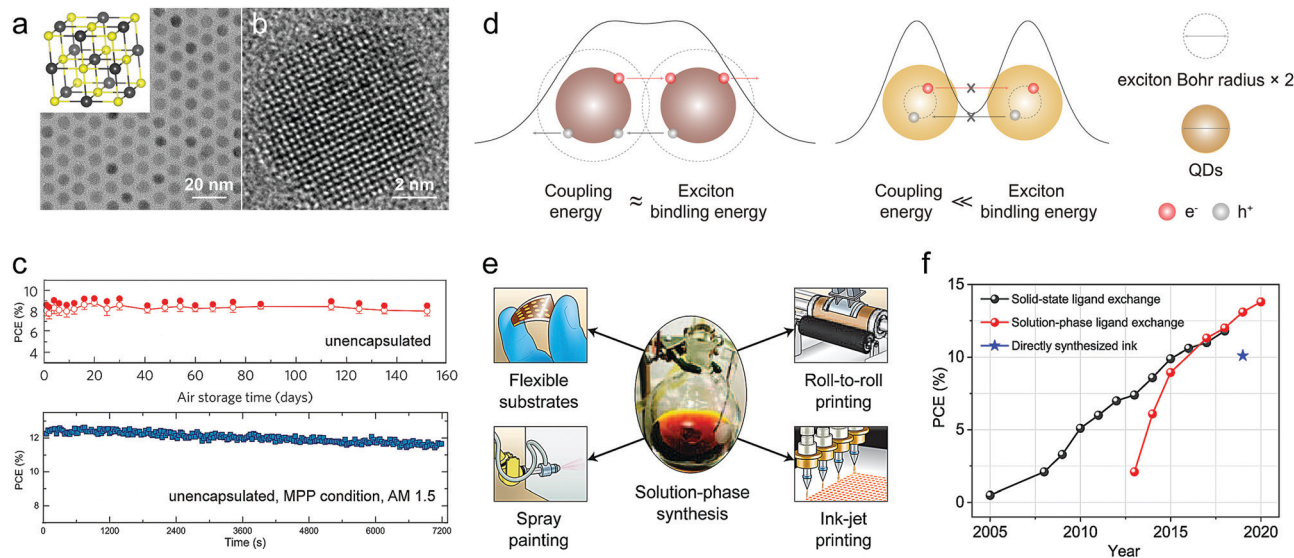 a
20 nm
b
2 nm
c
PCE (%)
10
8
6
4
unencapsulated
0 20 40 60 80 100 120 140 160
Air storage time (days)
PCE (%)
12
10
8
unencapsulated, MPP condition, AM 1.5
0 1200 2400 3600 4800 6000 7200
Time (s)
d
Coupling
energy
≈
Exciton
bindling energy
Coupling
energy
≪
Exciton
bindling energy
exciton Bohr radius × 2
QDs
e⁻ h⁺
e
Flexible
substrates
Spray
painting
Solution-phase
synthesis
Roll-to-roll
printing
Ink-jet
printing
f
PCE (%)
15
10
5
0
Solid-state ligand exchange
Solution-phase ligand exchange
Directly synthesized ink
2005 2010 2015 2020
Year